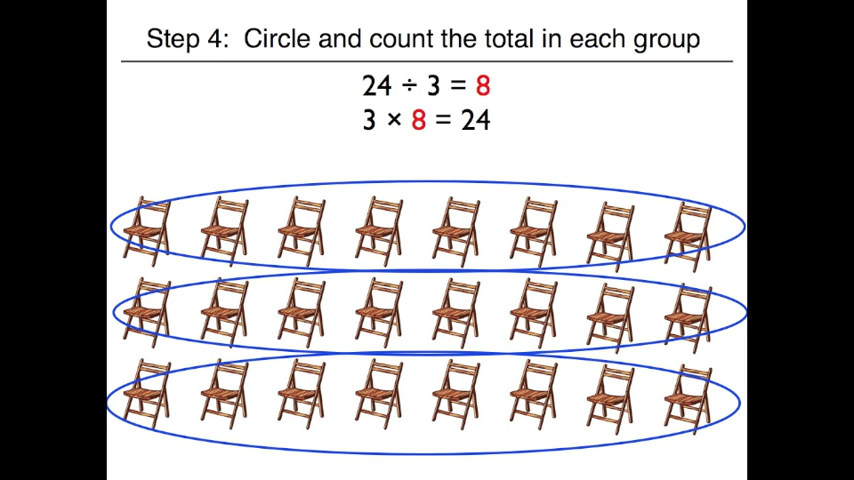 Step 4:  Circle and count the total in each group
24 ÷ 3 = 8
3 × 8 = 24